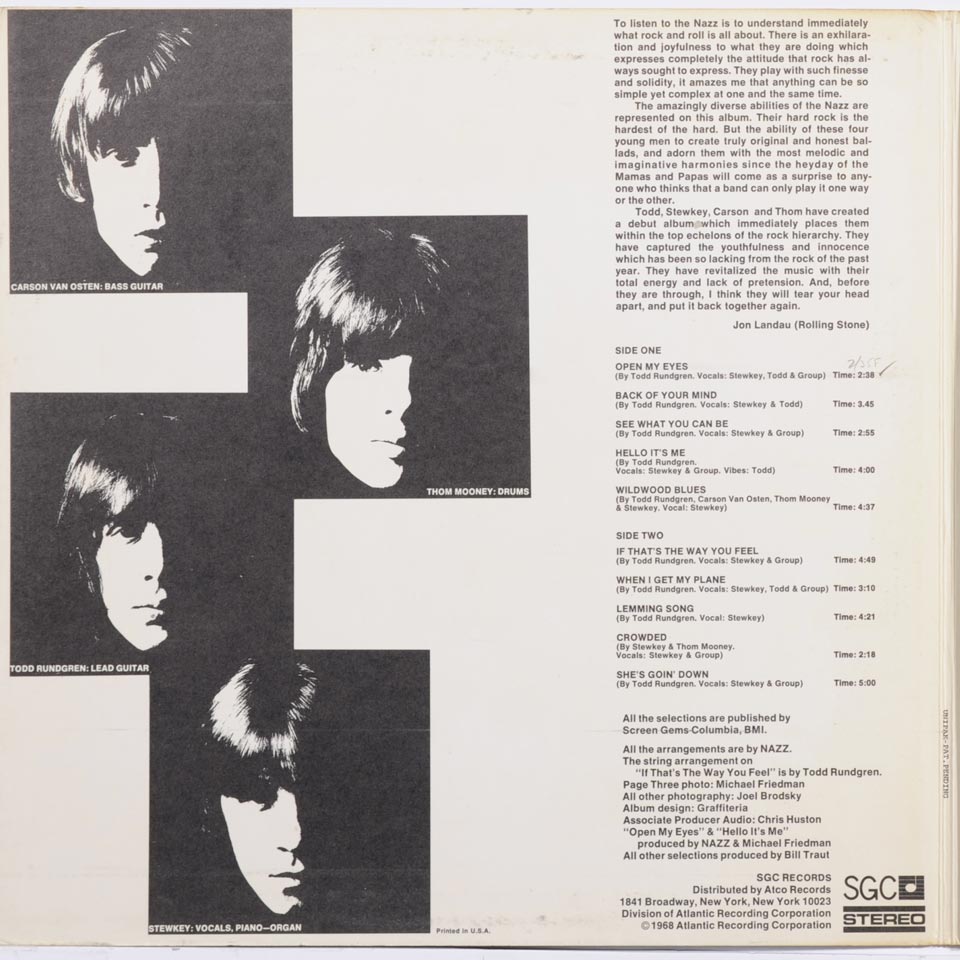 CARSON VAN OSTEN: BASS GUITAR
THOM MOONEY: DRUMS
TODD RUNDGREN: LEAD GUITAR
STEWKEY: VOCALS, PIANO—ORGAN
Printed in U.S.A.
To listen to the Nazz is to understand immediately
what rock and roll is all about. There is an exhilara-
tion and joyfulness to what they are doing which
expresses completely the attitude that rock has al-
ways sought to express. They play with such finesse
and solidity, it amazes me that anything can be so
simple yet complex at one and the same time.
The amazingly diverse abilities of the Nazz are
represented on this album. Their hard rock is the
hardest of the hard. But the ability of these four
young men to create truly original and honest bal-
lads, and adorn them with the most melodic and
imaginative harmonies since the heyday of the
Mamas and Papas will come as a surprise to any-
one who thinks that a band can only play it one way
or the other.
Todd, Stewkey, Carson and Thom have created
a debut album which immediately places them
within the top echelons of the rock hierarchy. They
have captured the youthfulness and innocence
which has been so lacking from the rock of the past
year. They have revitalized the music with their
total energy and lack of pretension. And, before
they are through, I think they will tear your head
apart, and put it back together again.
Jon Landau (Rolling Stone)
SIDE ONE
OPEN MY EYES
(By Todd Rundgren. Vocals: Stewkey, Todd & Group) Time: 2:38
BACK OF YOUR MIND
(By Todd Rundgren. Vocals: Stewkey & Todd) Time: 3.45
SEE WHAT YOU CAN BE
(By Todd Rundgren. Vocals: Stewkey & Group) Time: 2:55
HELLO IT'S ME
(By Todd Rundgren.
Vocals: Stewkey & Group. Vibes: Todd) Time: 4:00
WILDWOOD BLUES
(By Todd Rundgren, Carson Van Osten, Thom Mooney
& Stewkey. Vocal: Stewkey) Time: 4:37
SIDE TWO
IF THAT'S THE WAY YOU FEEL
(By Todd Rundgren. Vocals: Stewkey & Group) Time: 4:49
WHEN I GET MY PLANE
(By Todd Rundgren. Vocals: Stewkey, Todd & Group) Time: 3:10
LEMMING SONG
(By Todd Rundgren. Vocal: Stewkey) Time: 4:21
CROWDED
(By Stewkey & Thom Mooney.
Vocals: Stewkey & Group) Time: 2:18
SHE'S GOIN' DOWN
(By Todd Rundgren. Vocals: Stewkey & Group) Time: 5:00
All the selections are published by
Screen Gems-Columbia, BMI.
All the arrangements are by NAZZ.
The string arrangement on
"If That's The Way You Feel" is by Todd Rundgren.
Page Three photo: Michael Friedman
All other photography: Joel Brodsky
Album design: Graffiteria
Associate Producer Audio: Chris Huston
"Open My Eyes" & "Hello It's Me"
produced by NAZZ & Michael Friedman
All other selections produced by Bill Traut
SGC RECORDS
Distributed by Atco Records
1841 Broadway, New York, New York 10023
Division of Atlantic Recording Corporation
©1968 Atlantic Recording Corporation
SGC
STEREO
UNIPAK-PAT. PENDING